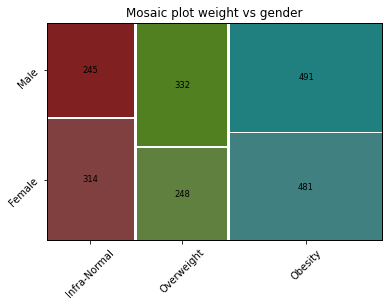 Mosaic plot weight vs gender
Male
245
332
491
Female
314
248
481
Infra-Normal
Overweight
Obesity